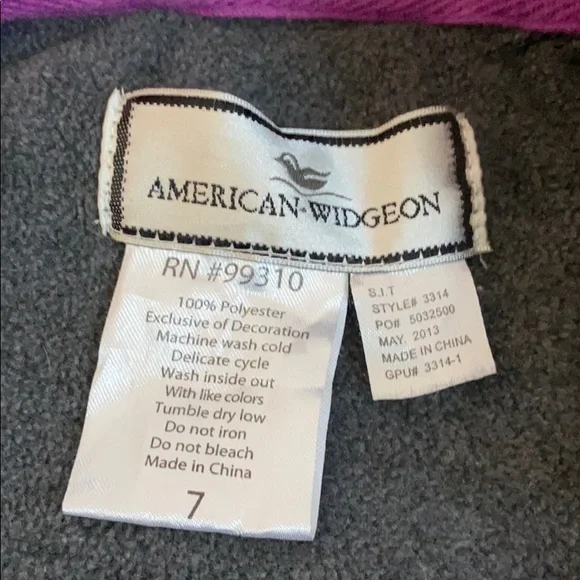 AMERICAN-WIDGEON
RN #99310
100% Polyester
Exclusive of Decoration
Machine wash cold
Delicate cycle
Wash inside out
With like colors
Tumble dry low
Do not iron
Do not bleach
Made in China
7
S.I.T
STYLE# 3314
PO# 5032500
MAY. 2013
MADE IN CHINA
GPU# 3314-1